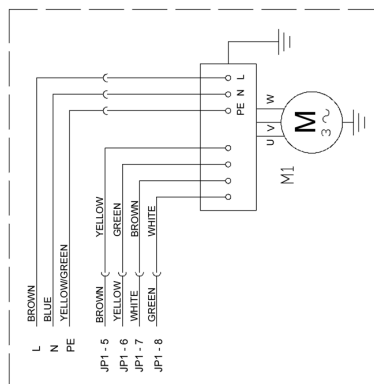 L
N
PE
W
V
U
M
3 ~
M1
YELLOW
GREEN
BROWN
WHITE
BROWN
BLUE
YELLOW/GREEN
L
N
PE
BROWN
YELLOW
WHITE
GREEN
JP1 - 5
JP1 - 6
JP1 - 7
JP1 - 8